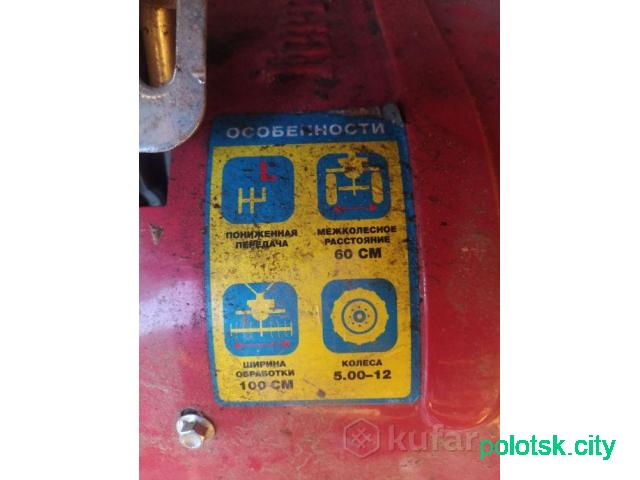 ОСОБЕННОСТИ
L
ПОНИЖЕННАЯ
ПЕРЕДАЧА
МЕЖКОЛЕСНОЕ
РАССТОЯНИЕ
60 СМ
ШИРИНА
ОБРАБОТКИ
100 СМ
КОЛЕСА
5.00–12
kufar
polotsk.city